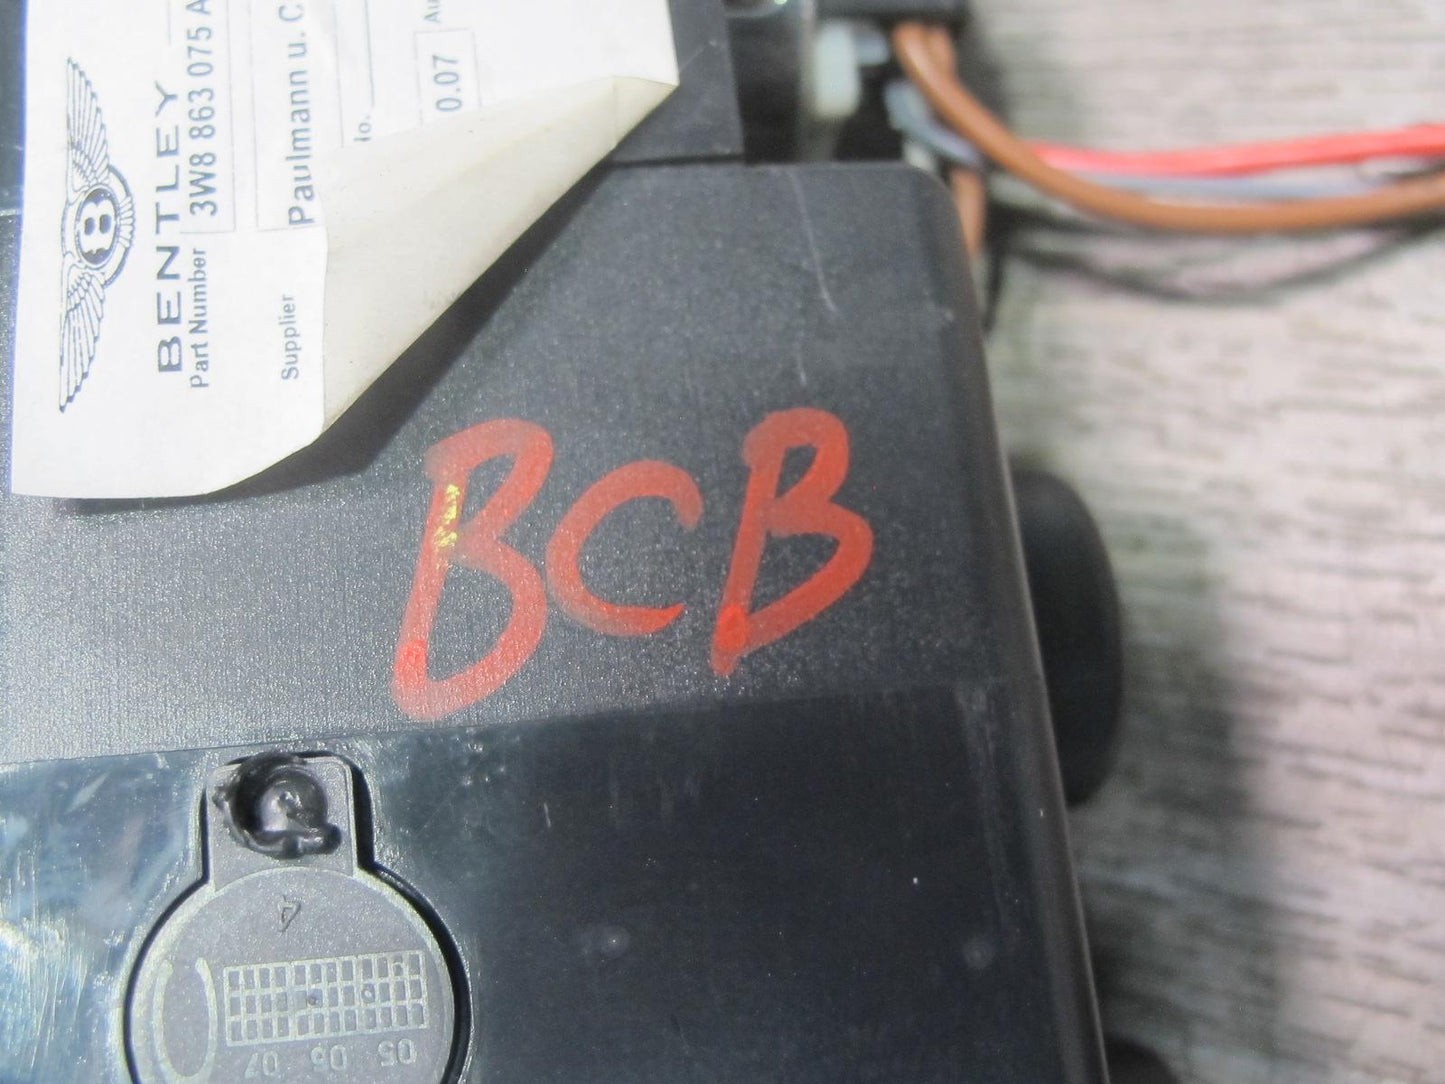 B
BENTLEY
Part Number 3W8 863 075 A
Supplier Paulmann u. C
0.07
BCB
05 06 07